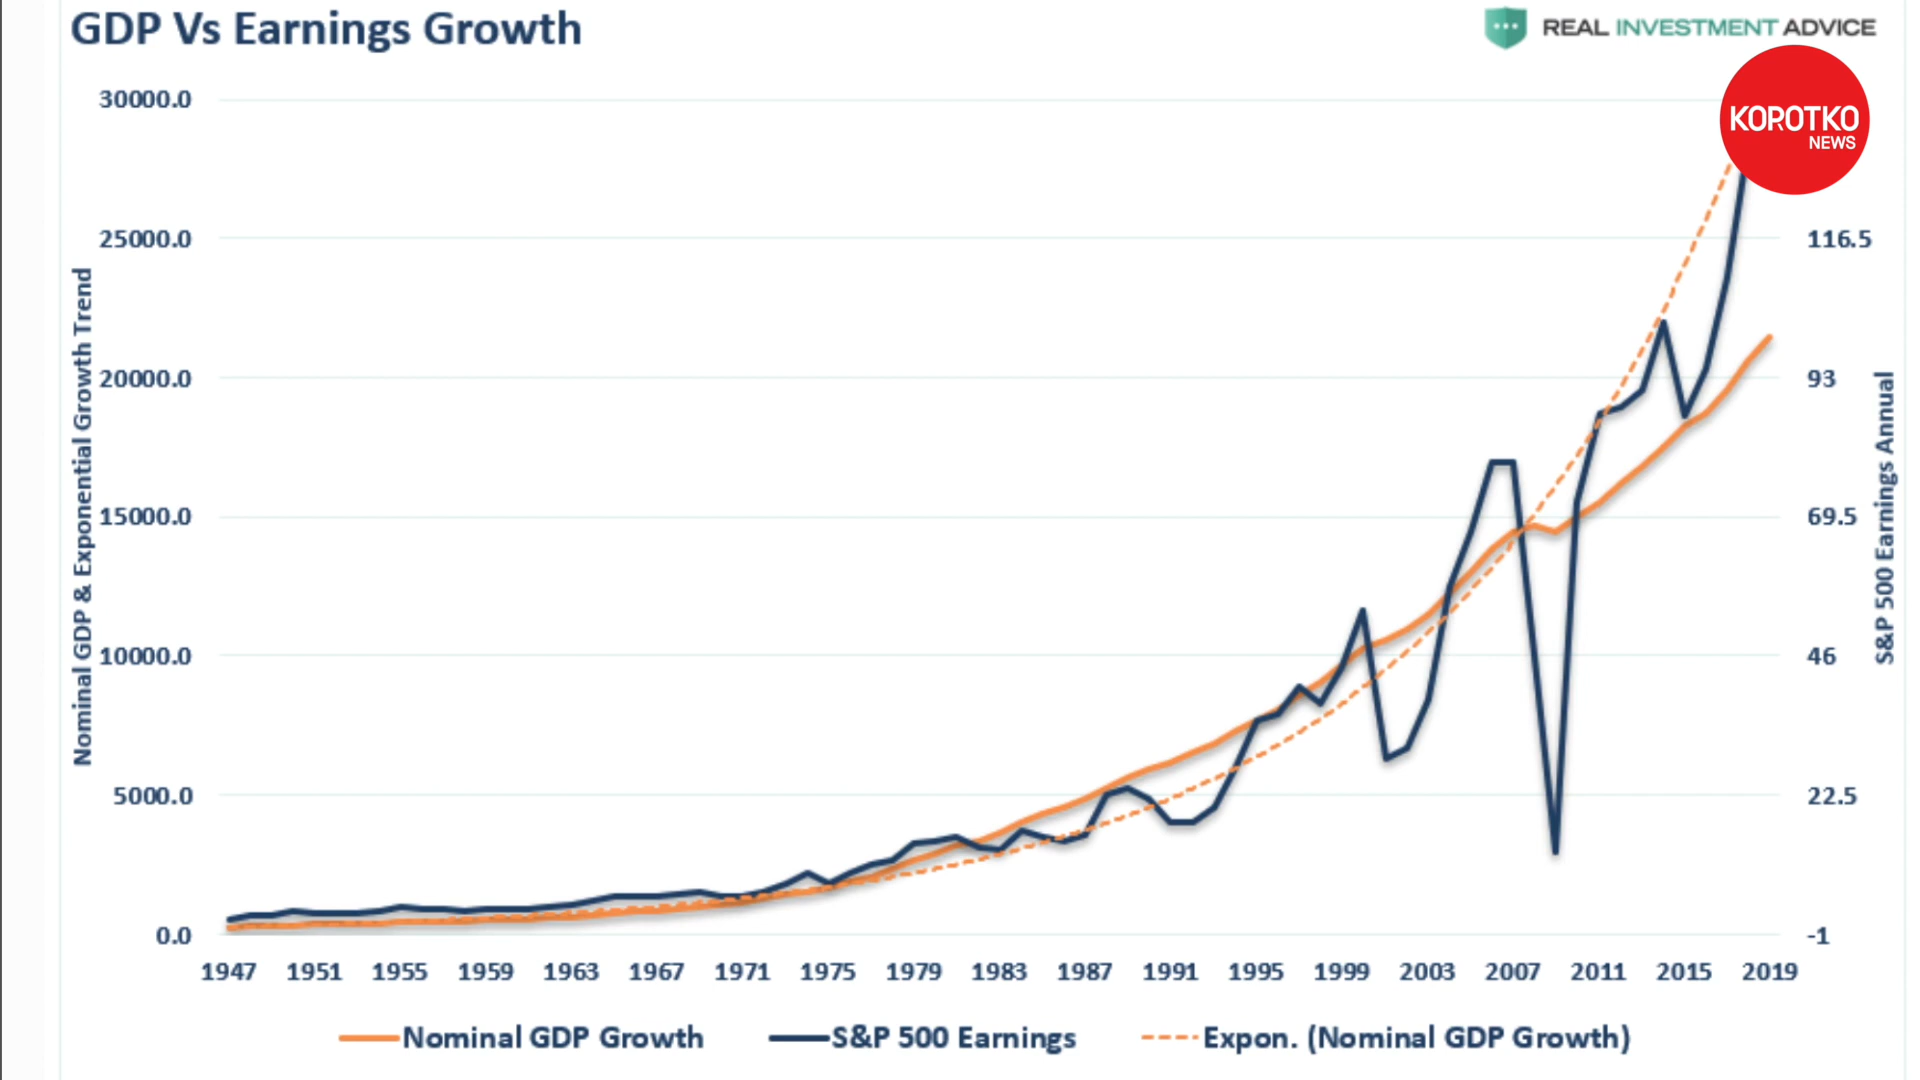 GDP Vs Earnings Growth
REAL INVESTMENT ADVICE
KOROTKO
NEWS
Nominal GDP & Exponential Growth Trend
30000.0
25000.0
20000.0
15000.0
10000.0
5000.0
0.0
116.5
93
69.5
46
22.5
-1
S&P 500 Earnings Annual
1947 1951 1955 1959 1963 1967 1971 1975 1979 1983 1987 1991 1995 1999 2003 2007 2011 2015 2019
Nominal GDP Growth S&P 500 Earnings Expon. (Nominal GDP Growth)